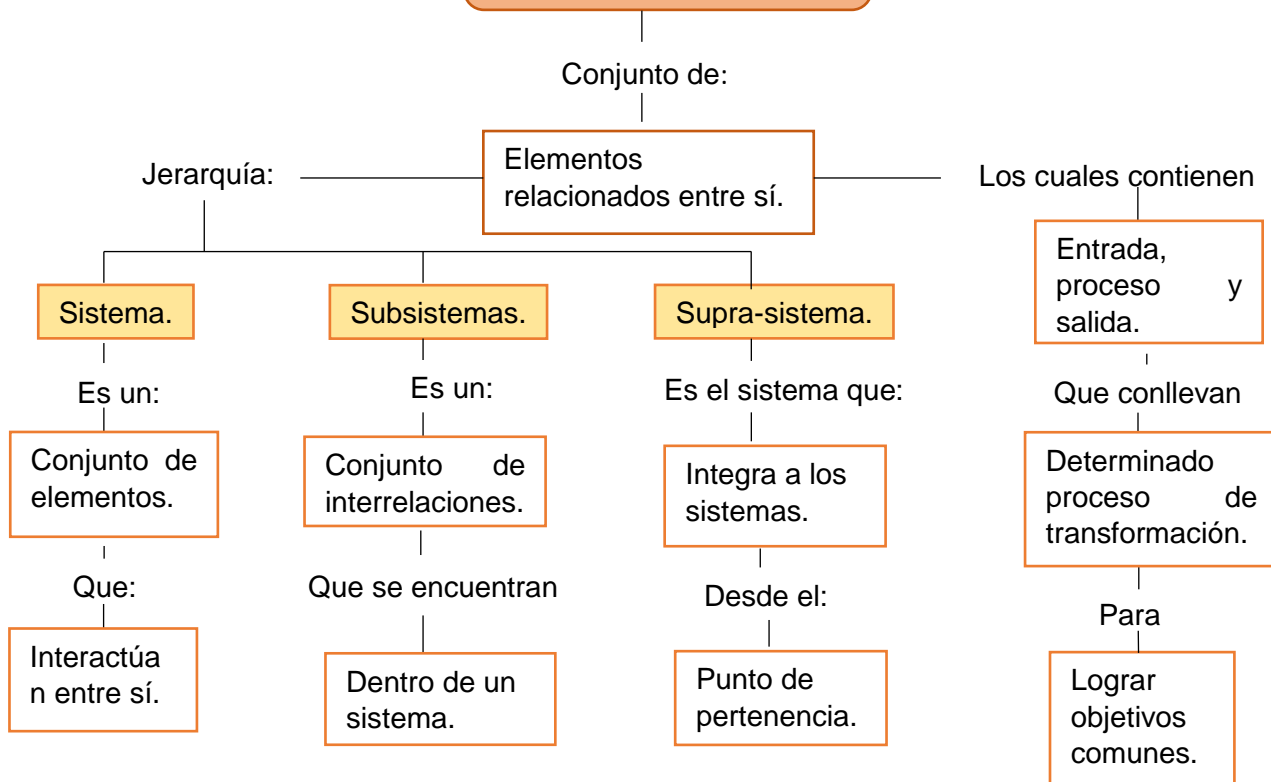 Conjunto de:
Elementos
relacionados entre sí.
Jerarquía:
Los cuales contienen
Sistema.
Subsistemas.
Supra-sistema.
Entrada,
proceso y
salida.
Es un:
Es un:
Es el sistema que:
Que conllevan
Conjunto de
elementos.
Conjunto de
interrelaciones.
Integra a los
sistemas.
Determinado
proceso de
transformación.
Que:
Que se encuentran
Desde el:
Para
Interactúa
n entre sí.
Dentro de un
sistema.
Punto de
pertenencia.
Lograr
objetivos
comunes.